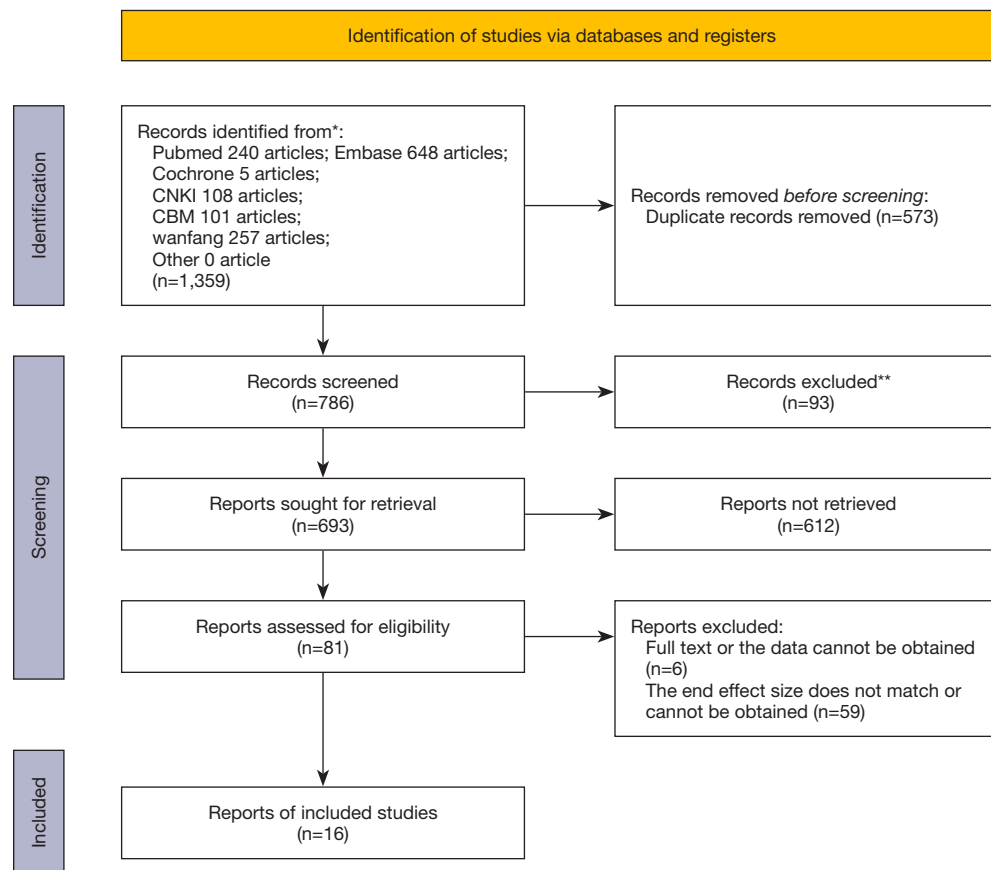 Identification of studies via databases and registers
Identification
Records identified from*:
Pubmed 240 articles; Embase 648 articles;
Cochrone 5 articles;
CNKI 108 articles;
CBM 101 articles;
wanfang 257 articles;
Other 0 article
(n=1,359)
Records removed before screening:
Duplicate records removed (n=573)
Screening
Records screened
(n=786)
Records excluded**
(n=93)
Reports sought for retrieval
(n=693)
Reports not retrieved
(n=612)
Reports assessed for eligibility
(n=81)
Reports excluded:
Full text or the data cannot be obtained
(n=6)
The end effect size does not match or
cannot be obtained (n=59)
Included
Reports of included studies
(n=16)